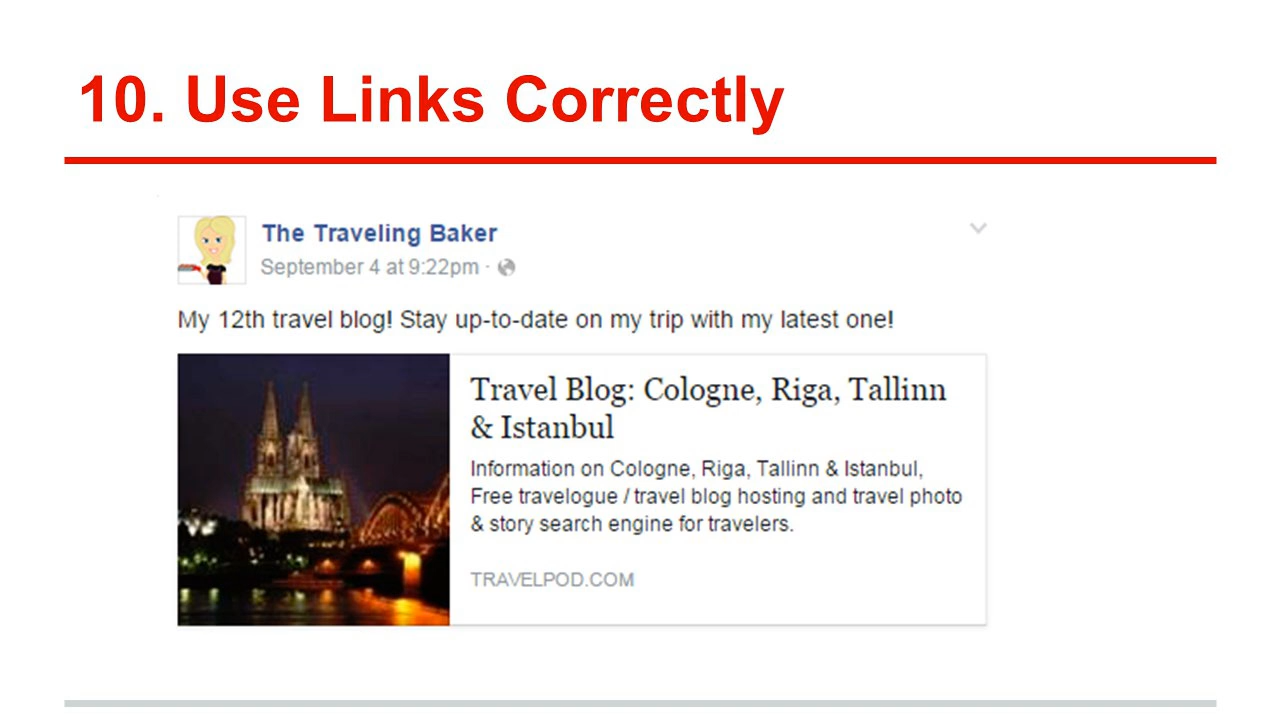 10. Use Links Correctly
The Traveling Baker
September 4 at 9:22pm ·
My 12th travel blog! Stay up-to-date on my trip with my latest one!
Travel Blog: Cologne, Riga, Tallinn
& Istanbul
Information on Cologne, Riga, Tallinn & Istanbul,
Free travelogue / travel blog hosting and travel photo
& story search engine for travelers.
TRAVELPOD.COM